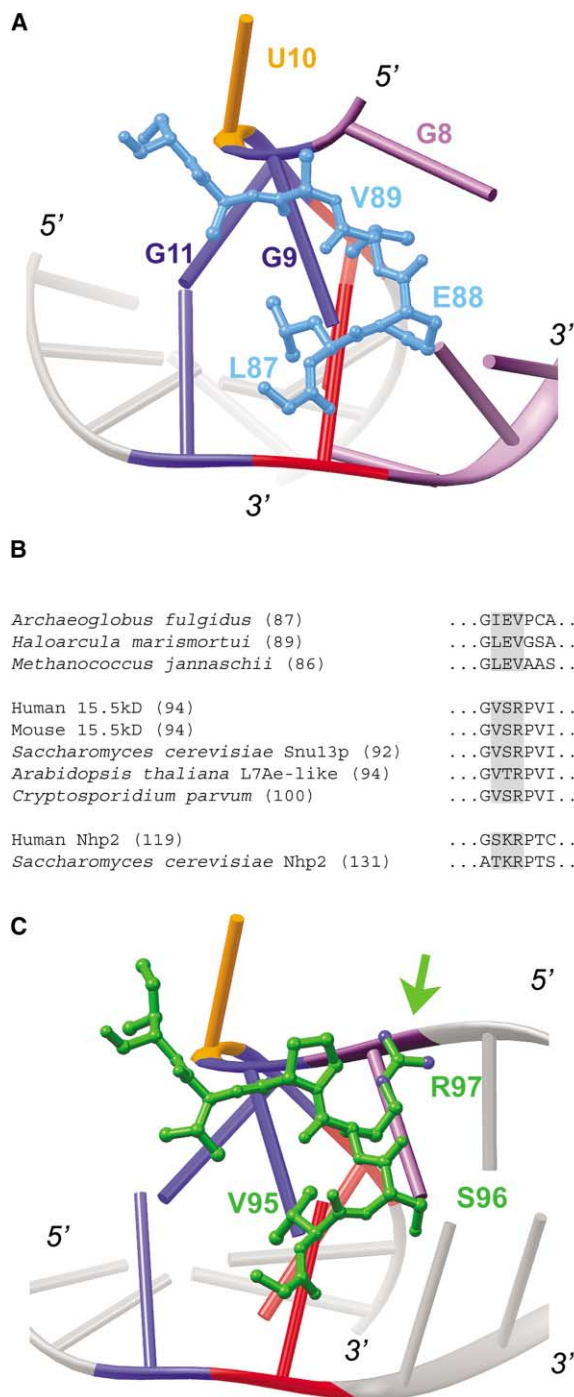 A
U10
5’
G8
V89
5’
G11
G9
E88
L87
3’
3’
B
Archaeoglobus fulgidus (87) ...GIEVPCA..
Haloarcula marismortui (89) ...GLEVGSA..
Methanococcus jannaschii (86) ...GLEVAAS..
Human 15.5kD (94) ...GVSRPVI..
Mouse 15.5kD (94) ...GVSRPVI..
Saccharomyces cerevisiae Snu13p (92) ...GVSRPVI..
Arabidopsis thaliana L7Ae-like (94) ...GVTRPVI..
Cryptosporidium parvum (100) ...GVSRPVI..
Human Nhp2 (119) ...GSKRPTC..
Saccharomyces cerevisiae Nhp2 (131) ...ATKRPTS..
C
5’
R97
V95
S96
5’
3’
3’